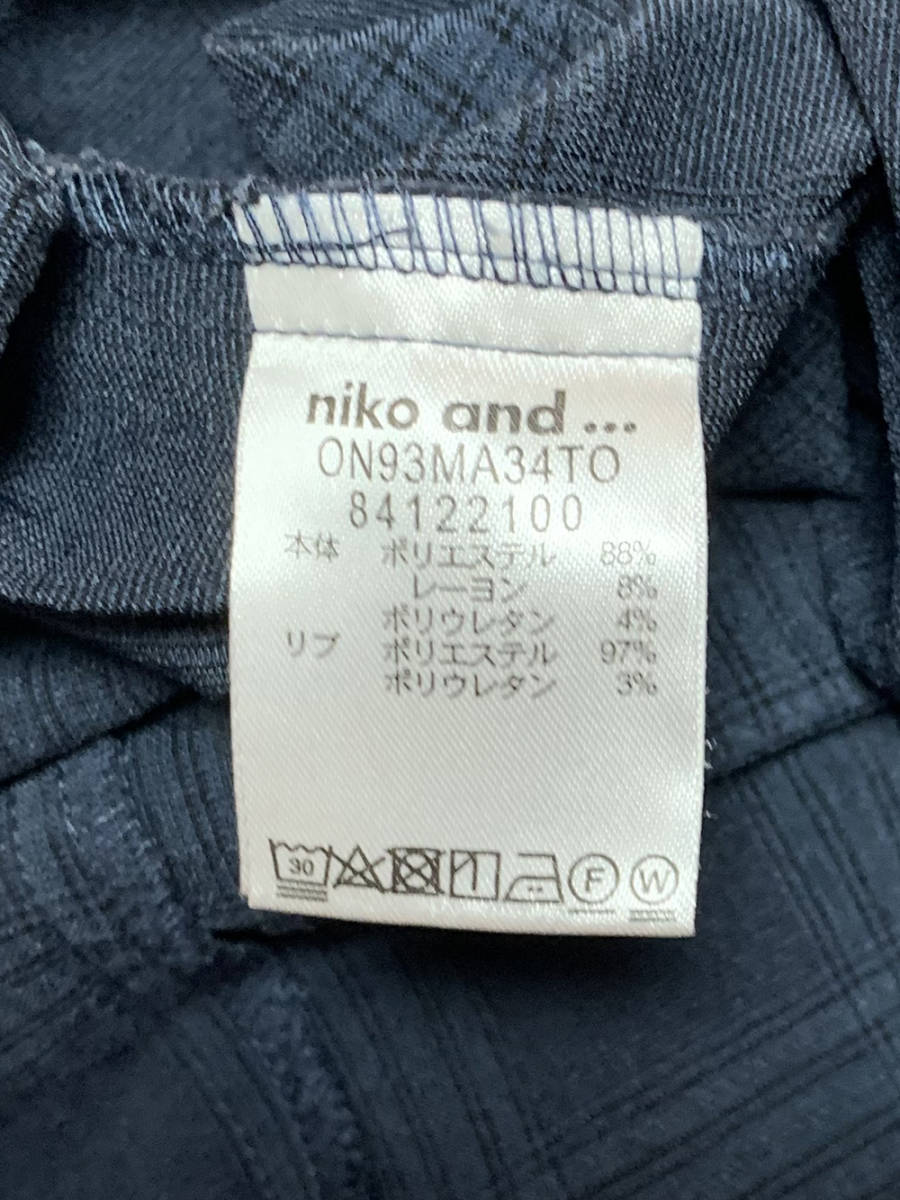 niko and ...
ON93MA34TO
84122100
本体 ポリエステル 88%
レーヨン 8%
ポリウレタン 4%
リブ ポリエステル 97%
ポリウレタン 3%
30 F W